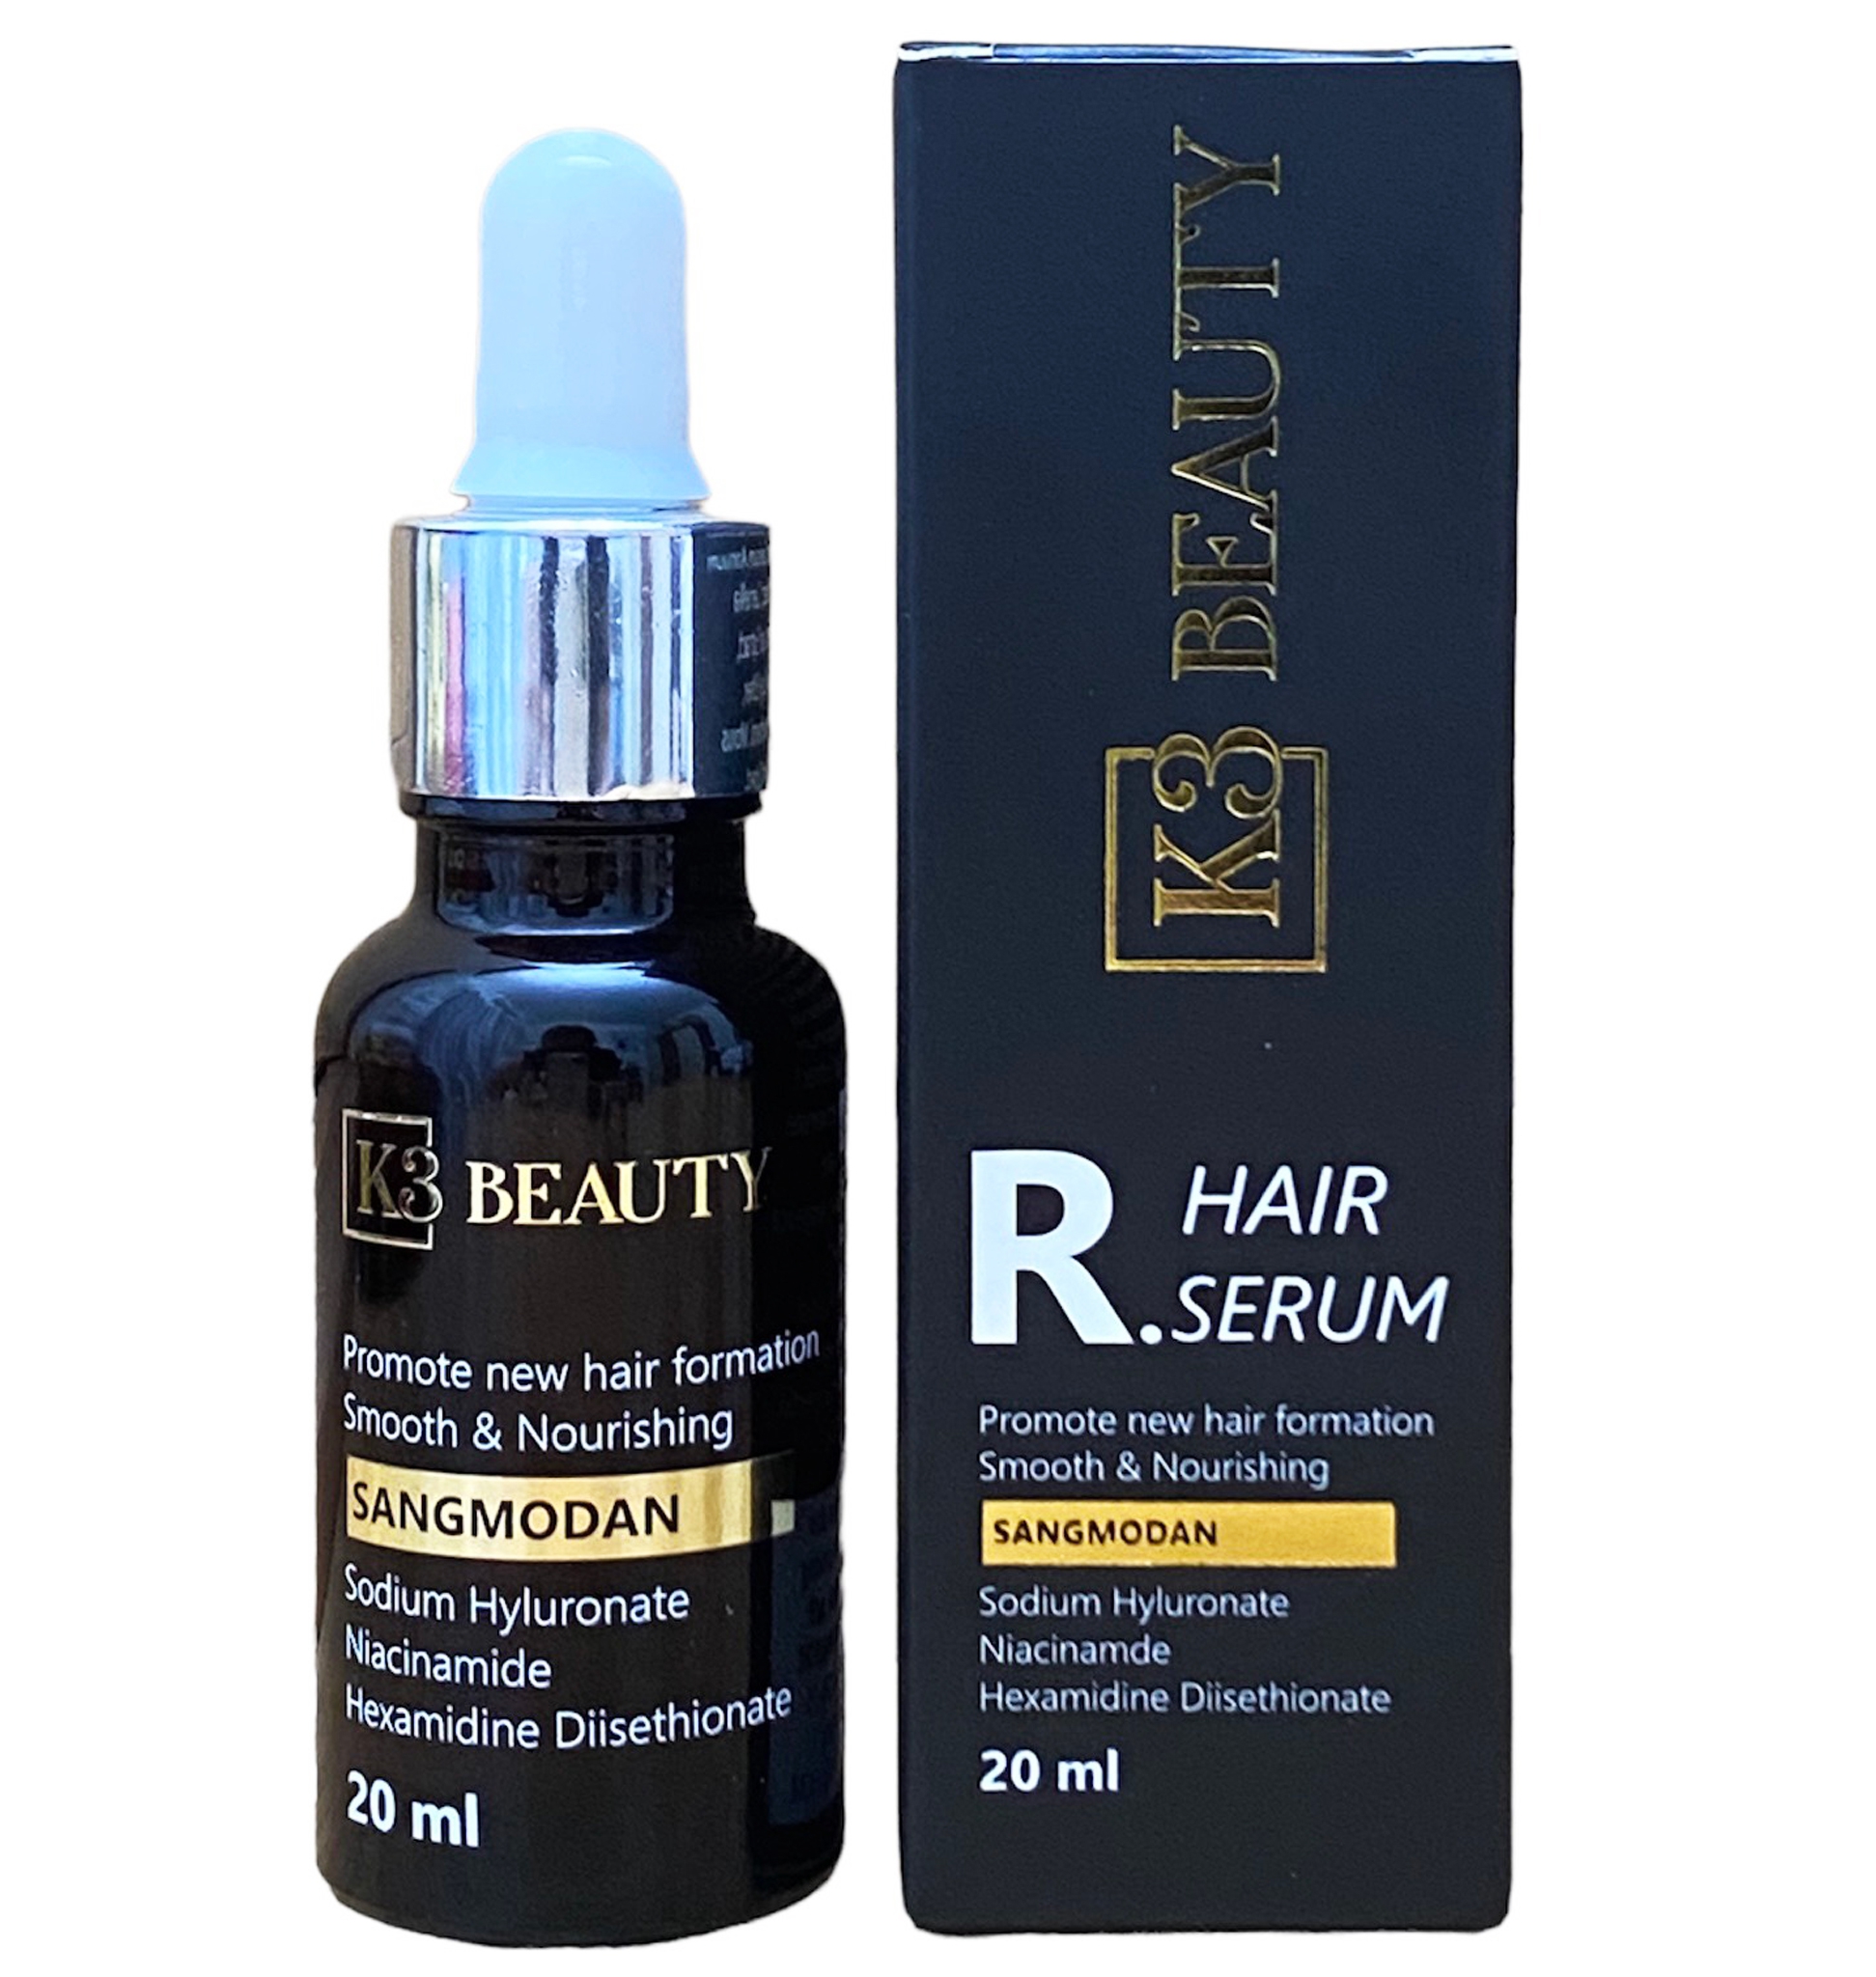 K3 BEAUTY
Promote new hair formation
Smooth & Nourishing
SANGMODAN
Sodium Hyluronate
Niacinamide
Hexamidine Diisethionate
20 ml
K3 BEAUTY
R. HAIR
SERUM
Promote new hair formation
Smooth & Nourishing
SANGMODAN
Sodium Hyluronate
Niacinamde
Hexamidine Diisethionate
20 ml